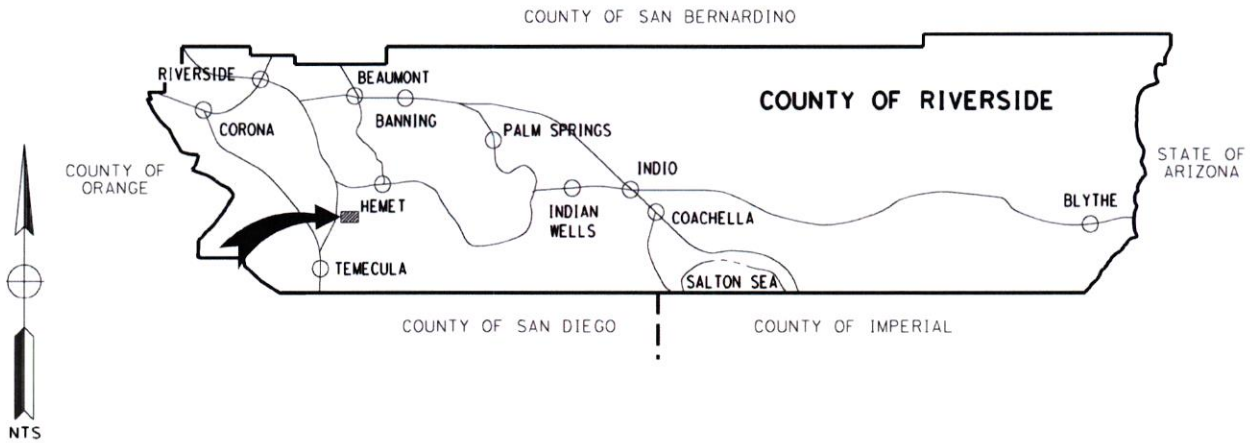 COUNTY OF SAN BERNARDINO
RIVERSIDE
BEAUMONT
COUNTY OF RIVERSIDE
CORONA
BANNING
PALM SPRINGS
COUNTY OF
ORANGE
STATE OF
ARIZONA
INDIO
HEMET
INDIAN
WELLS
COACHELLA
BLYTHE
TEMECULA
SALTON SEA
COUNTY OF SAN DIEGO
COUNTY OF IMPERIAL
NTS